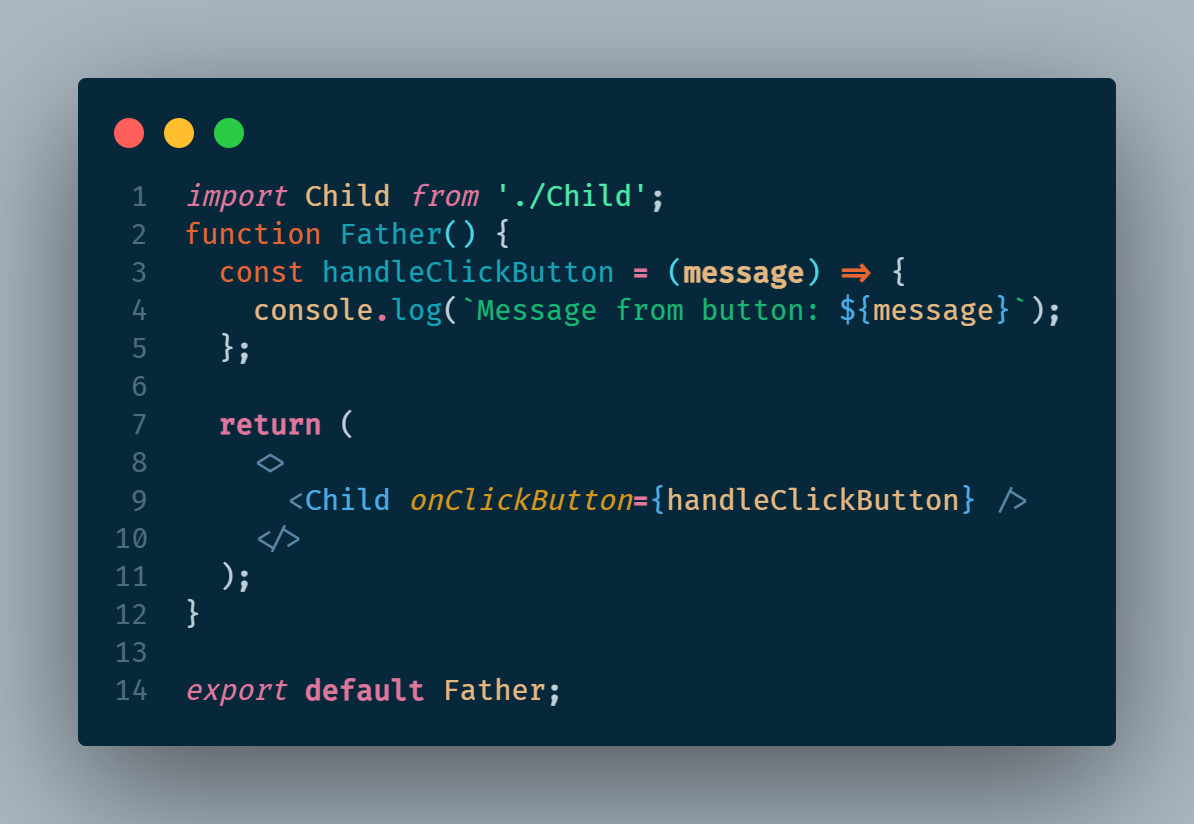 1 import Child from './Child';
2 function Father() {
3   const handleClickButton = (message) => {
4     console.log(`Message from button: ${message}`);
5   };
6
7   return (
8     <>
9       <Child onClickButton={handleClickButton} />
10     </>
11   );
12 }
13
14 export default Father;